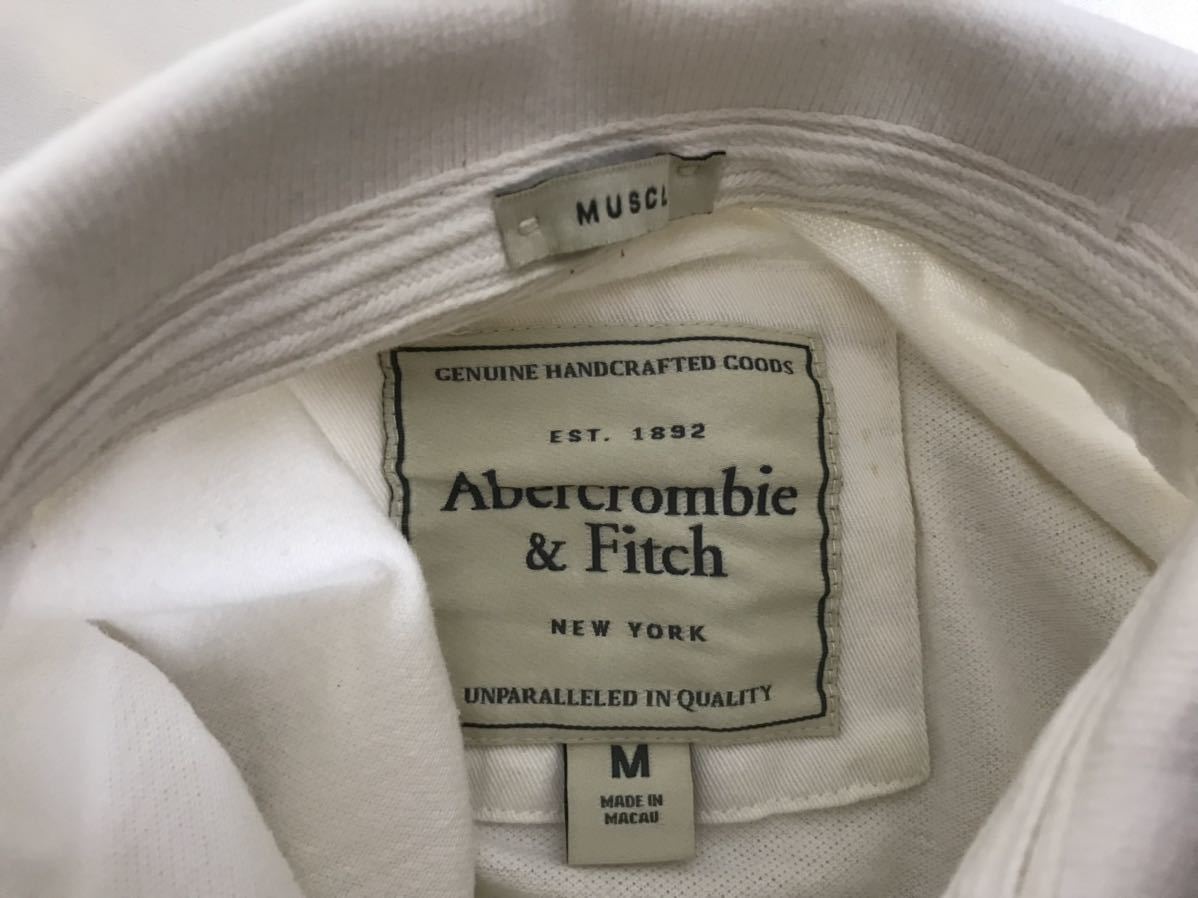 MUSCL
GENUINE HANDCRAFTED GOODS
EST. 1892
Abercrombie
& Fitch
NEW YORK
UNPARALLELED IN QUALITY
M
MADE IN
MACAU